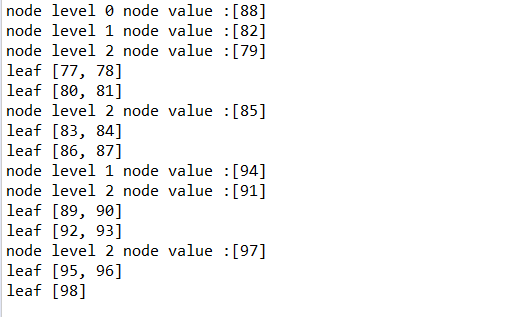 node level 0 node value :[88]
node level 1 node value :[82]
node level 2 node value :[79]
leaf [77, 78]
leaf [80, 81]
node level 2 node value :[85]
leaf [83, 84]
leaf [86, 87]
node level 1 node value :[94]
node level 2 node value :[91]
leaf [89, 90]
leaf [92, 93]
node level 2 node value :[97]
leaf [95, 96]
leaf [98]